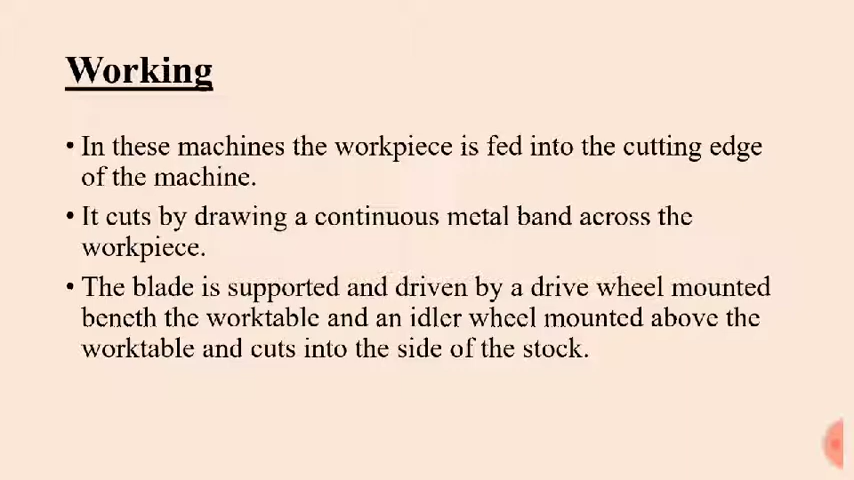 Working
• In these machines the workpiece is fed into the cutting edge
of the machine.
• It cuts by drawing a continuous metal band across the
workpiece.
• The blade is supported and driven by a drive wheel mounted
beneth the worktable and an idler wheel mounted above the
worktable and cuts into the side of the stock.